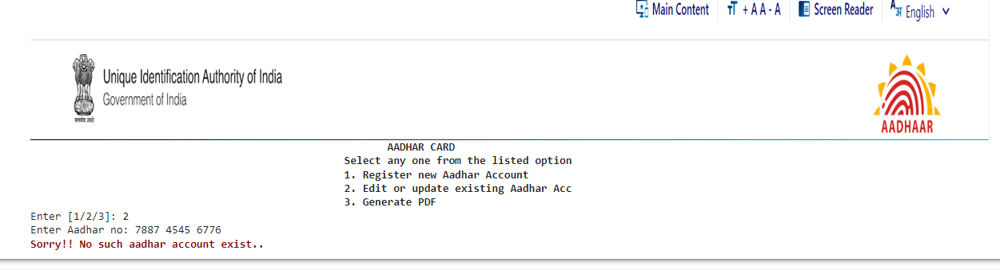 Main Content TT + A A - A Screen Reader Aअ English
Unique Identification Authority of India
Government of India
सत्यमेव जयते
AADHAAR
AADHAR CARD
Select any one from the listed option
1. Register new Aadhar Account
2. Edit or update existing Aadhar Acc
3. Generate PDF
Enter [1/2/3]: 2
Enter Aadhar no: 7887 4545 6776
Sorry!! No such aadhar account exist..